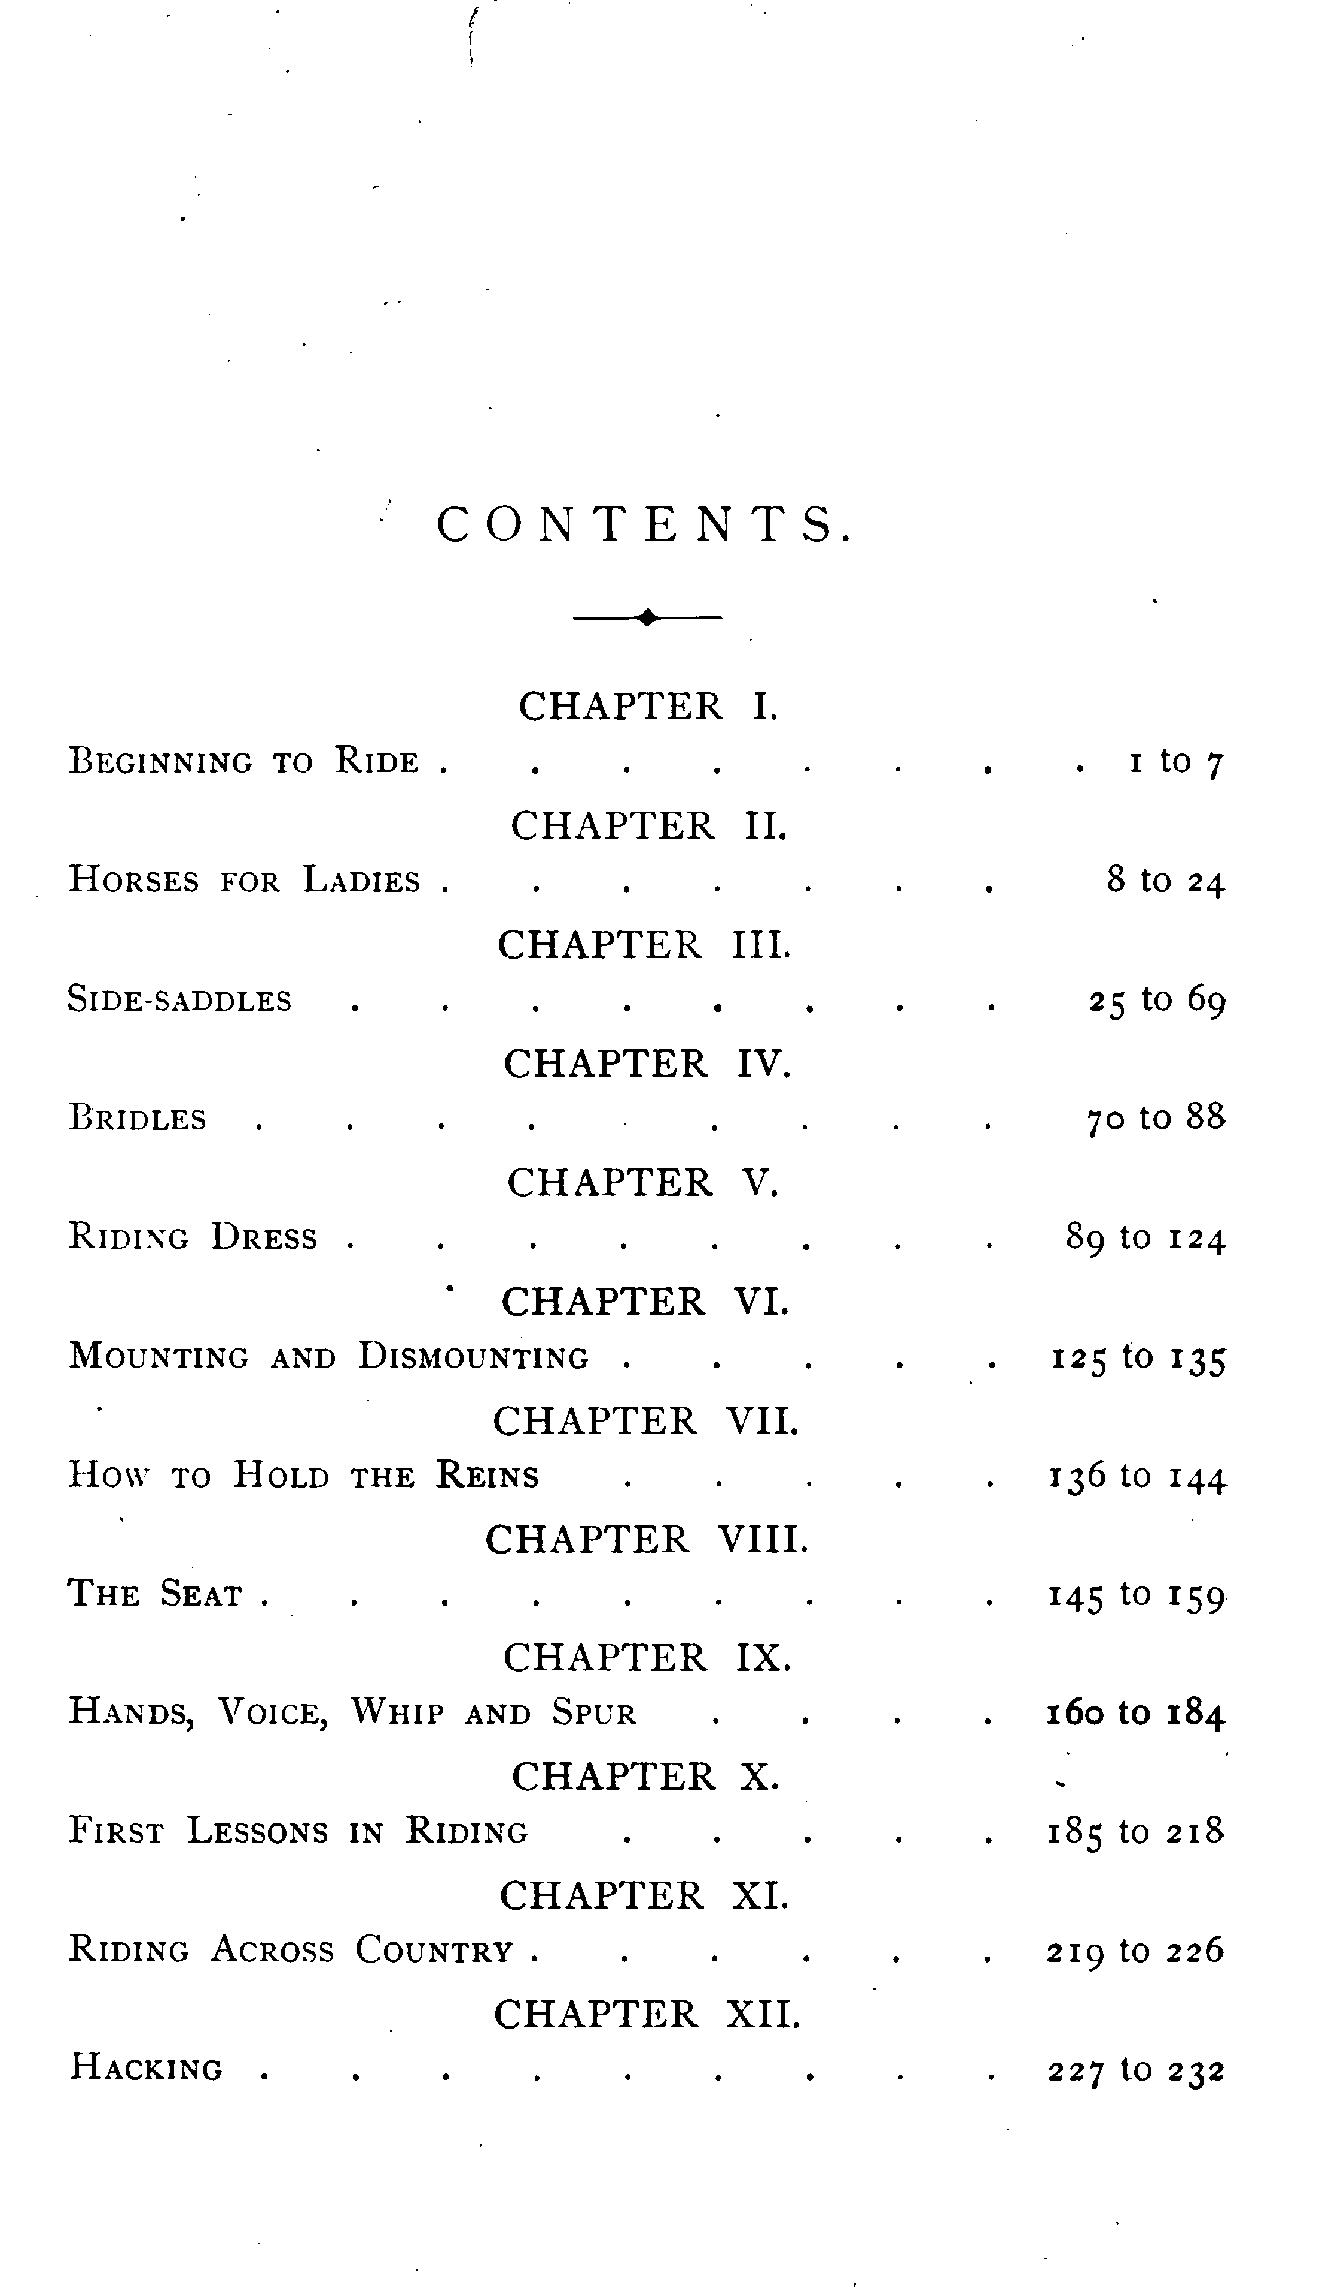 CONTENTS.
CHAPTER I.
Beginning to Ride . . . . . . . . 1 to 7
CHAPTER II.
Horses for Ladies . . . . . . . 8 to 24
CHAPTER III.
Side-saddles . . . . . . . . 25 to 69
CHAPTER IV.
Bridles . . . . . . . . . 70 to 88
CHAPTER V.
Riding Dress . . . . . . . . 89 to 124
CHAPTER VI.
Mounting and Dismounting . . . . . 125 to 135
CHAPTER VII.
How to Hold the Reins . . . . . 136 to 144
CHAPTER VIII.
The Seat . . . . . . . . . 145 to 159
CHAPTER IX.
Hands, Voice, Whip and Spur . . . . 160 to 184
CHAPTER X.
First Lessons in Riding . . . . . 185 to 218
CHAPTER XI.
Riding Across Country . . . . . . 219 to 226
CHAPTER XII.
Hacking . . . . . . . . . 227 to 232